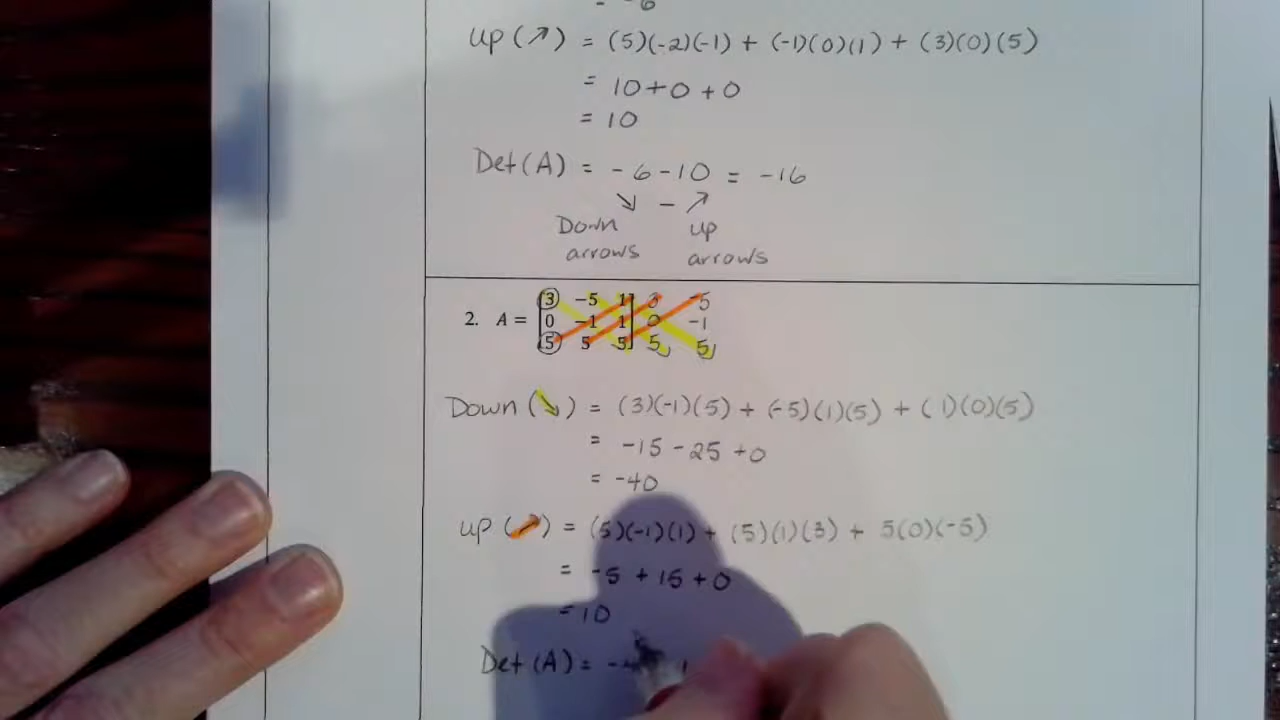 Up (↗) = (5)(-2)(-1) + (-1)(0)(1) + (3)(0)(5)
= 10+0+0
= 10
Det(A) = -6-10 = -16
↘ - ↗
Down arrows up arrows
2. A = [3 -5 1] 3 -5
0 -1 1 0 -1
5 5 5 5 5
Down (↘) = (3)(-1)(5) + (-5)(1)(5) + (1)(0)(5)
= -15 - 25 +0
= -40
up (↗) = (5)(-1)(1) + (5)(1)(3) + 5(0)(-5)
= -5 + 15 + 0
= 10
Det(A) =